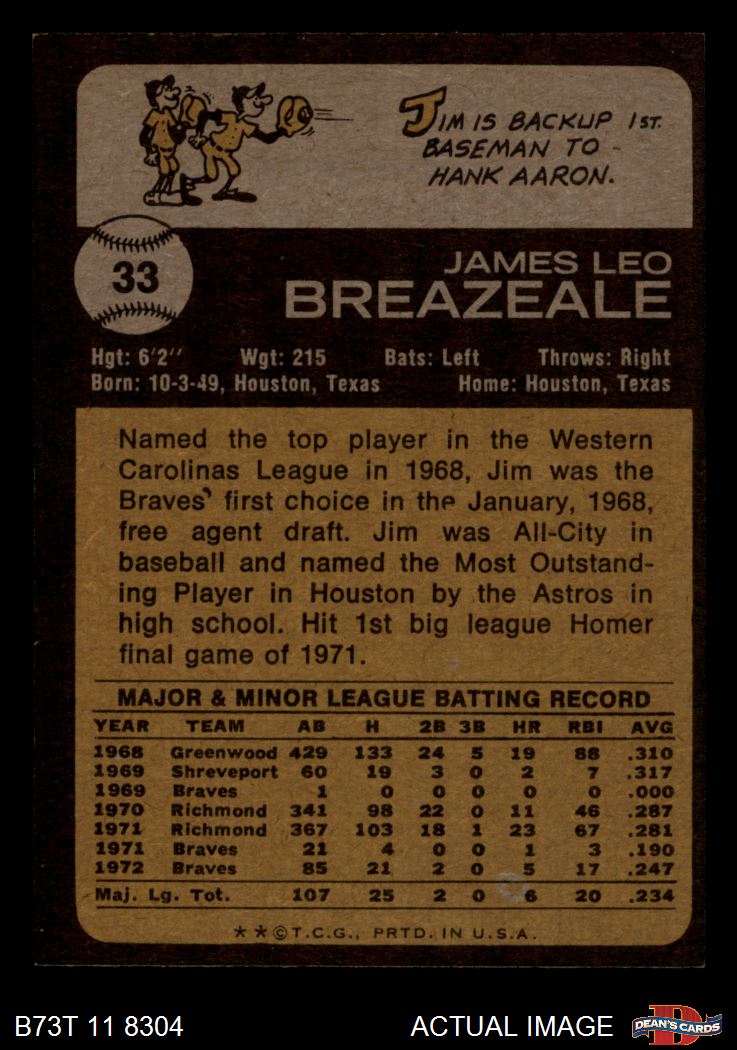 JIM IS BACKUP 1ST.
BASEMAN TO
HANK AARON.
33
JAMES LEO
BREAZEALE
Hgt: 6'2" Wgt: 215 Bats: Left Throws: Right
Born: 10-3-49, Houston, Texas Home: Houston, Texas
Named the top player in the Western
Carolinas League in 1968, Jim was the
Braves' first choice in the January, 1968,
free agent draft. Jim was All-City in
baseball and named the Most Outstand-
ing Player in Houston by the Astros in
high school. Hit 1st big league Homer
final game of 1971.
MAJOR & MINOR LEAGUE BATTING RECORD
YEAR TEAM AB H 2B 3B HR RBI AVG
1968 Greenwood 429 133 24 5 19 88 .310
1969 Shreveport 60 19 3 0 2 7 .317
1969 Braves 1 0 0 0 0 0 .000
1970 Richmond 341 98 22 0 11 46 .287
1971 Richmond 367 103 18 1 23 67 .281
1971 Braves 21 4 0 0 1 3 .190
1972 Braves 85 21 2 0 5 17 .247
Maj. Lg. Tot. 107 25 2 0 6 20 .234
**©T.C.G., PRTD. IN U.S.A.
B73T 11 8304 ACTUAL IMAGE DEAN'S CARDS